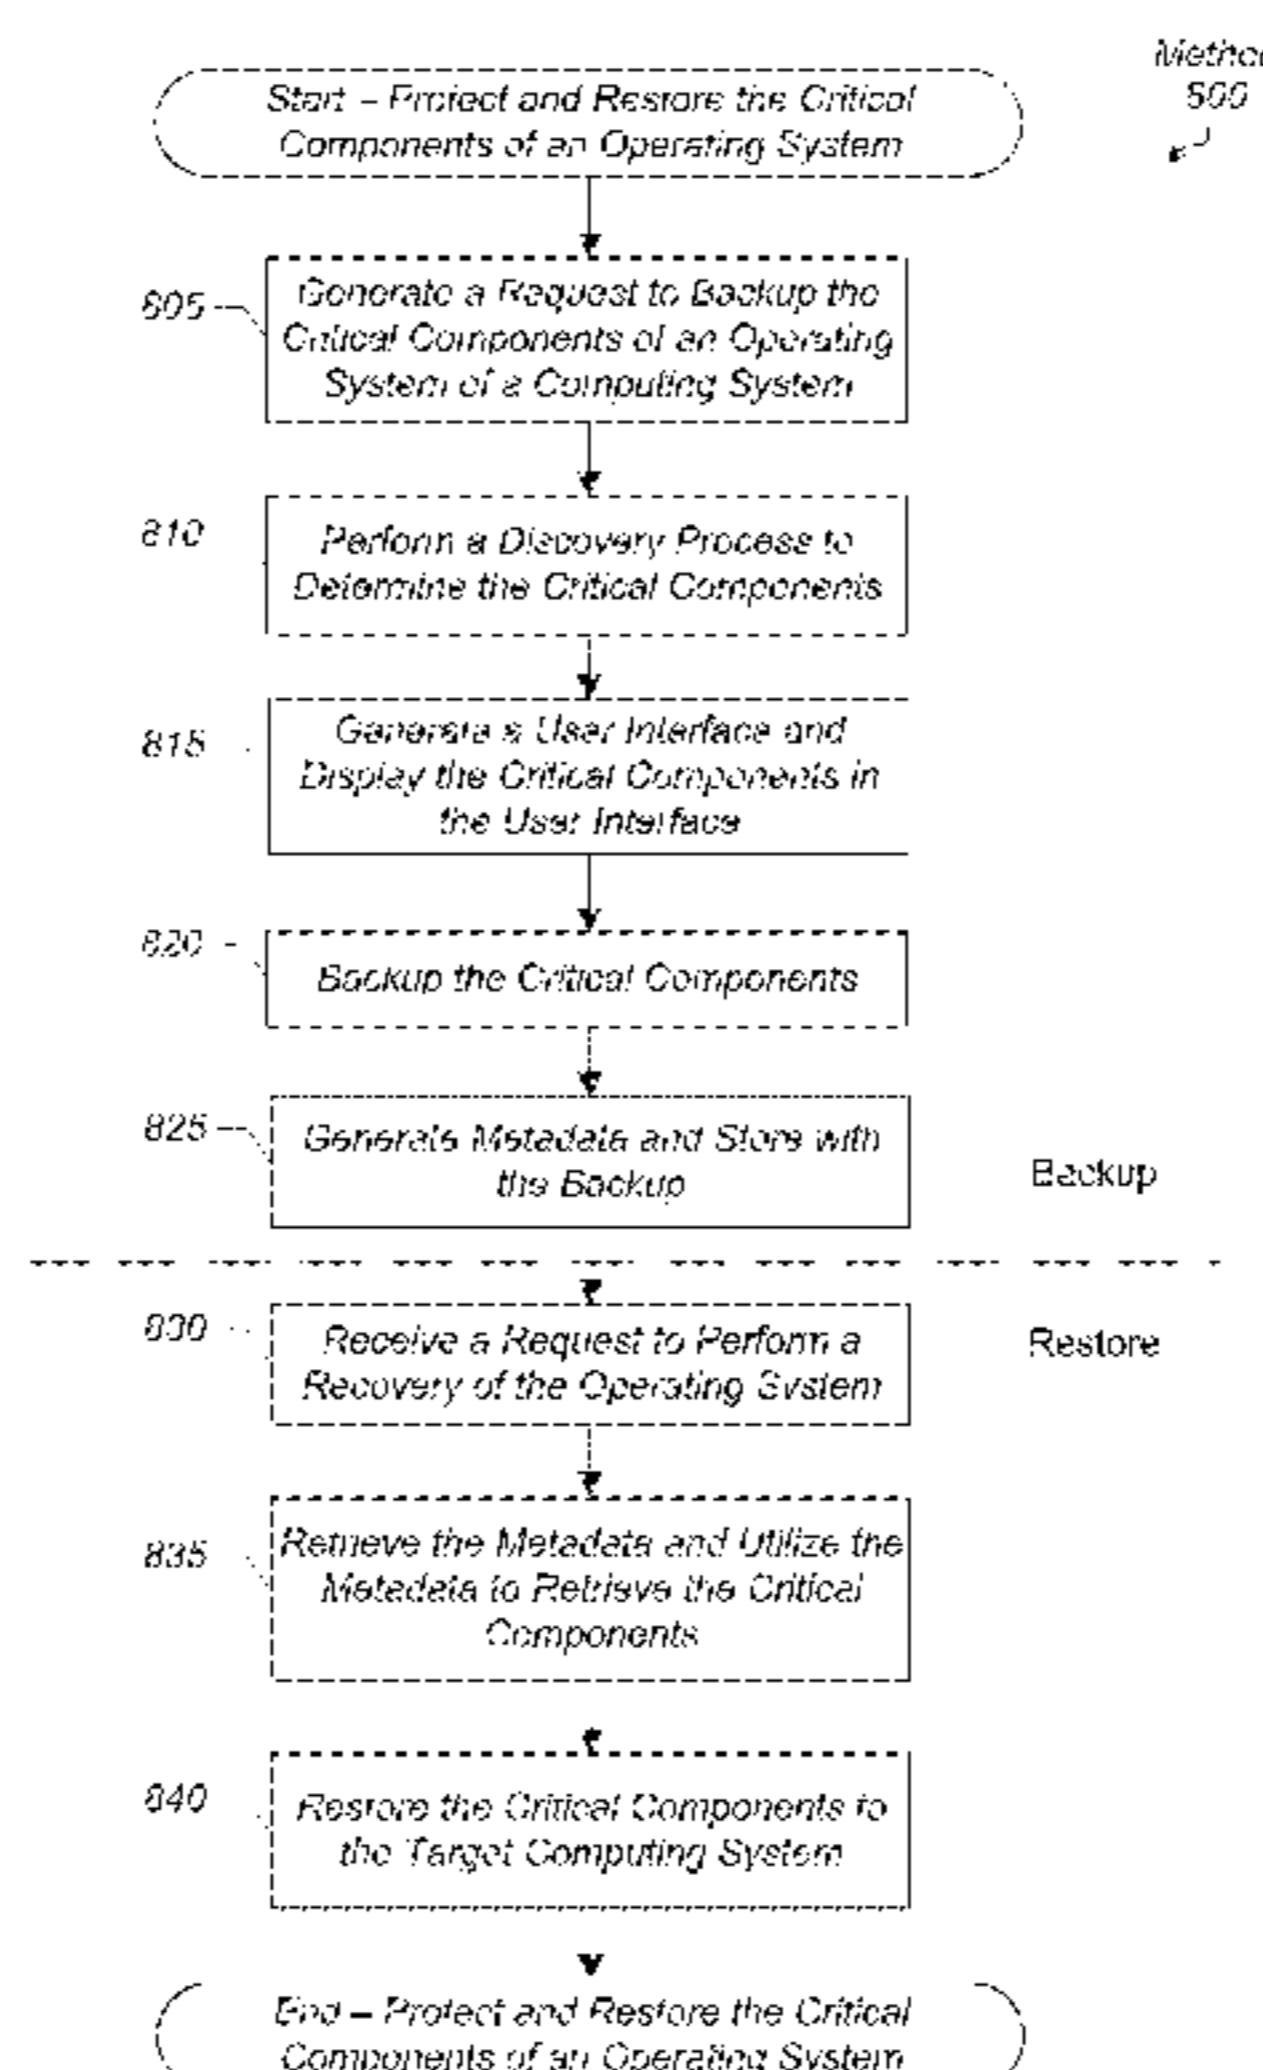 Method
800
Start – Protect and Restore the Critical
Components of an Operating System
805
Generate a Request to Backup the
Critical Components of an Operating
System of a Computing System
810
Perform a Discovery Process to
Determine the Critical Components
815
Generate a User Interface and
Display the Critical Components in
the User Interface
820
Backup the Critical Components
825
Generate Metadata and Store with
the Backup
Backup
830
Receive a Request to Perform a
Recovery of the Operating System
Restore
835
Retrieve the Metadata and Utilize the
Metadata to Retrieve the Critical
Components
840
Restore the Critical Components to
the Target Computing System
End – Protect and Restore the Critical
Components of an Operating System